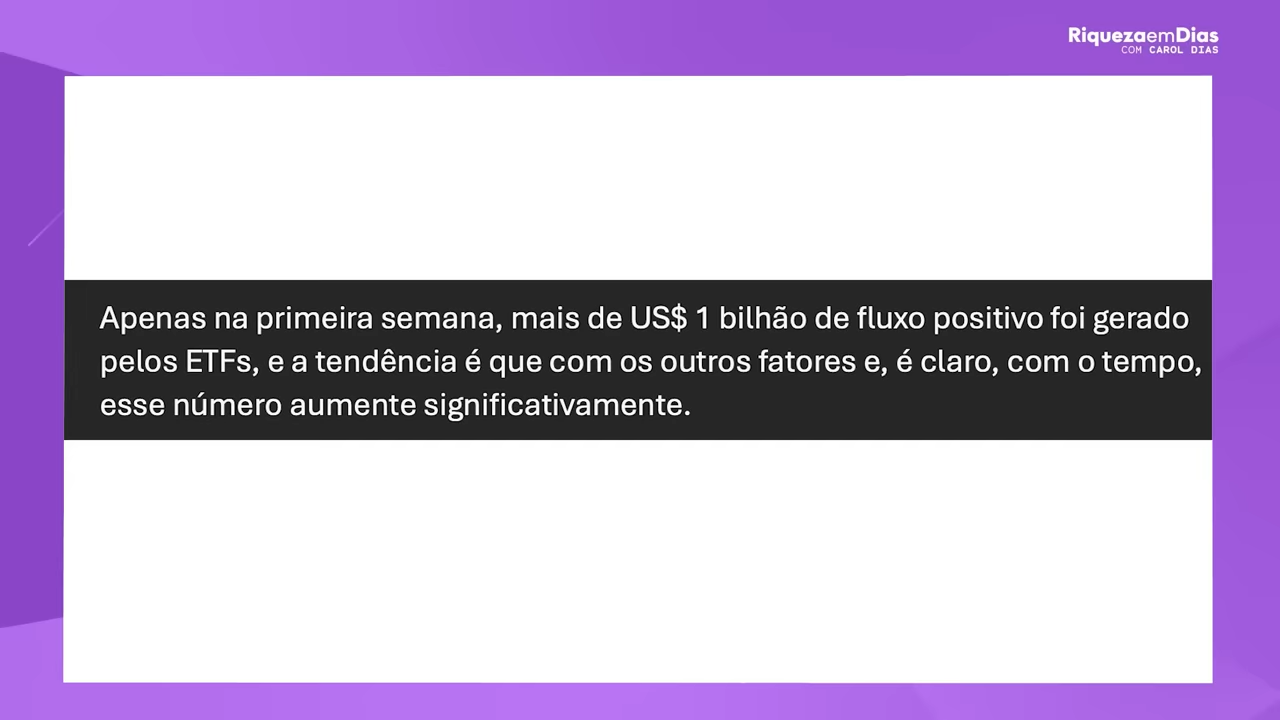 RiquezaemDias
COM CAROL DIAS
Apenas na primeira semana, mais de US$ 1 bilhão de fluxo positivo foi gerado
pelos ETFs, e a tendência é que com os outros fatores e, é claro, com o tempo,
esse número aumente significativamente.